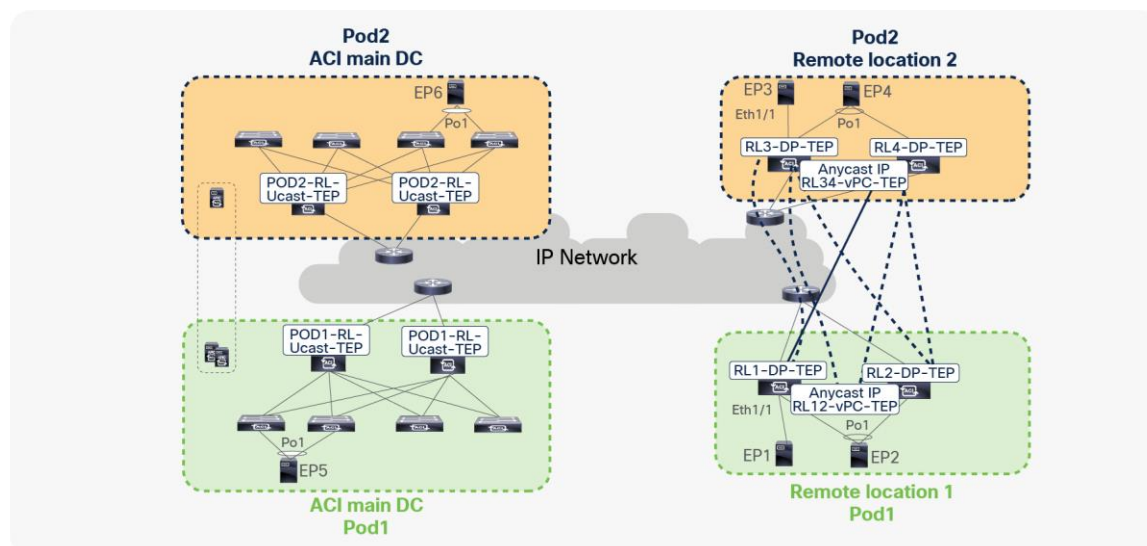 Pod2
ACI main DC
EP6
Po1
POD2-RL-
Ucast-TEP
POD2-RL-
Ucast-TEP
Pod2
Remote location 2
EP3
EP4
Eth1/1
Po1
RL3-DP-TEP
RL4-DP-TEP
Anycast IP
RL34-vPC-TEP
IP Network
POD1-RL-
Ucast-TEP
POD1-RL-
Ucast-TEP
Po1
EP5
ACI main DC
Pod1
RL1-DP-TEP
RL2-DP-TEP
Anycast IP
RL12-vPC-TEP
Eth1/1
Po1
EP1
EP2
Remote location 1
Pod1